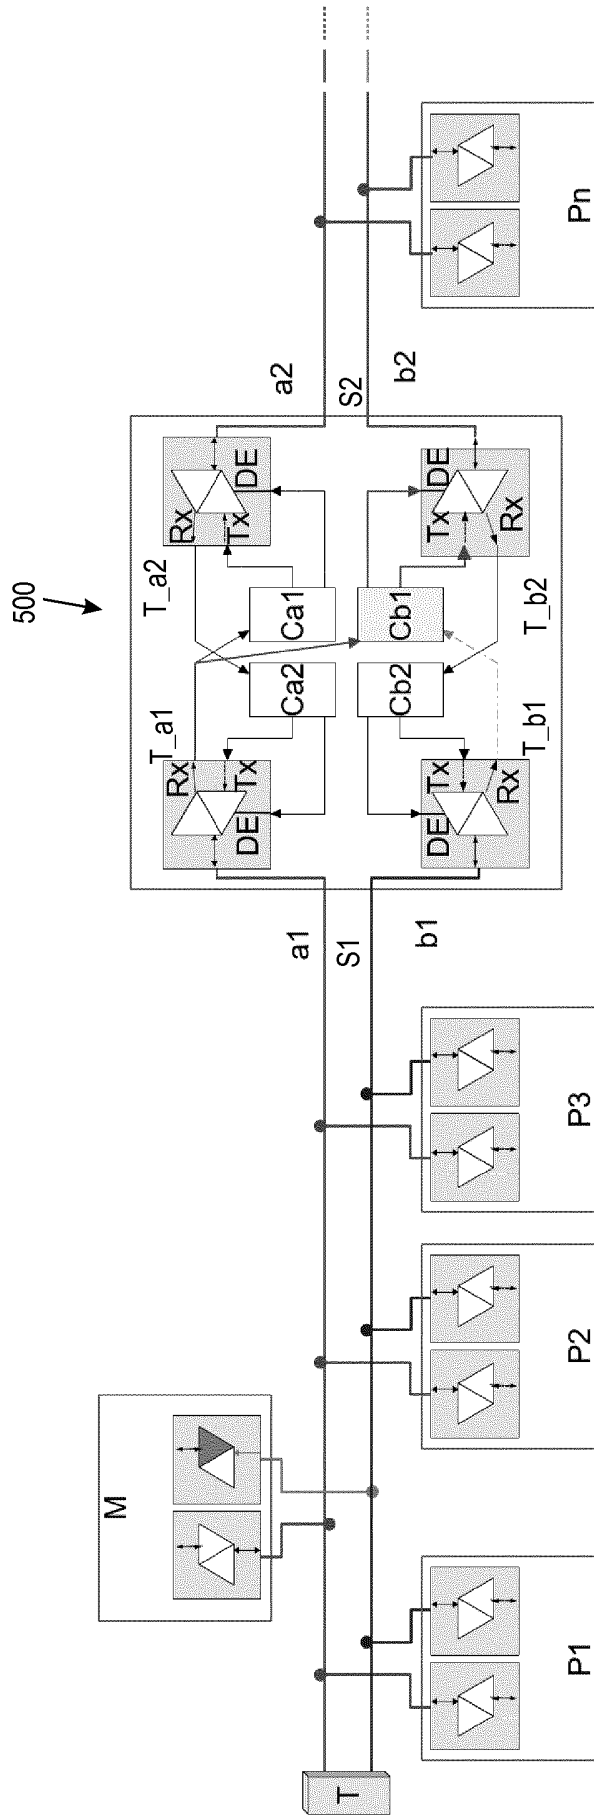 500
M
T
P1
P2
P3
Pn
a1
S1
b1
a2
S2
b2
T_a1
T_a2
T_b1
T_b2
Rx
Tx
DE
Rx
Tx
DE
Ca2
Ca1
Cb2
Cb1
DE
Tx
Rx
Tx
DE
Rx